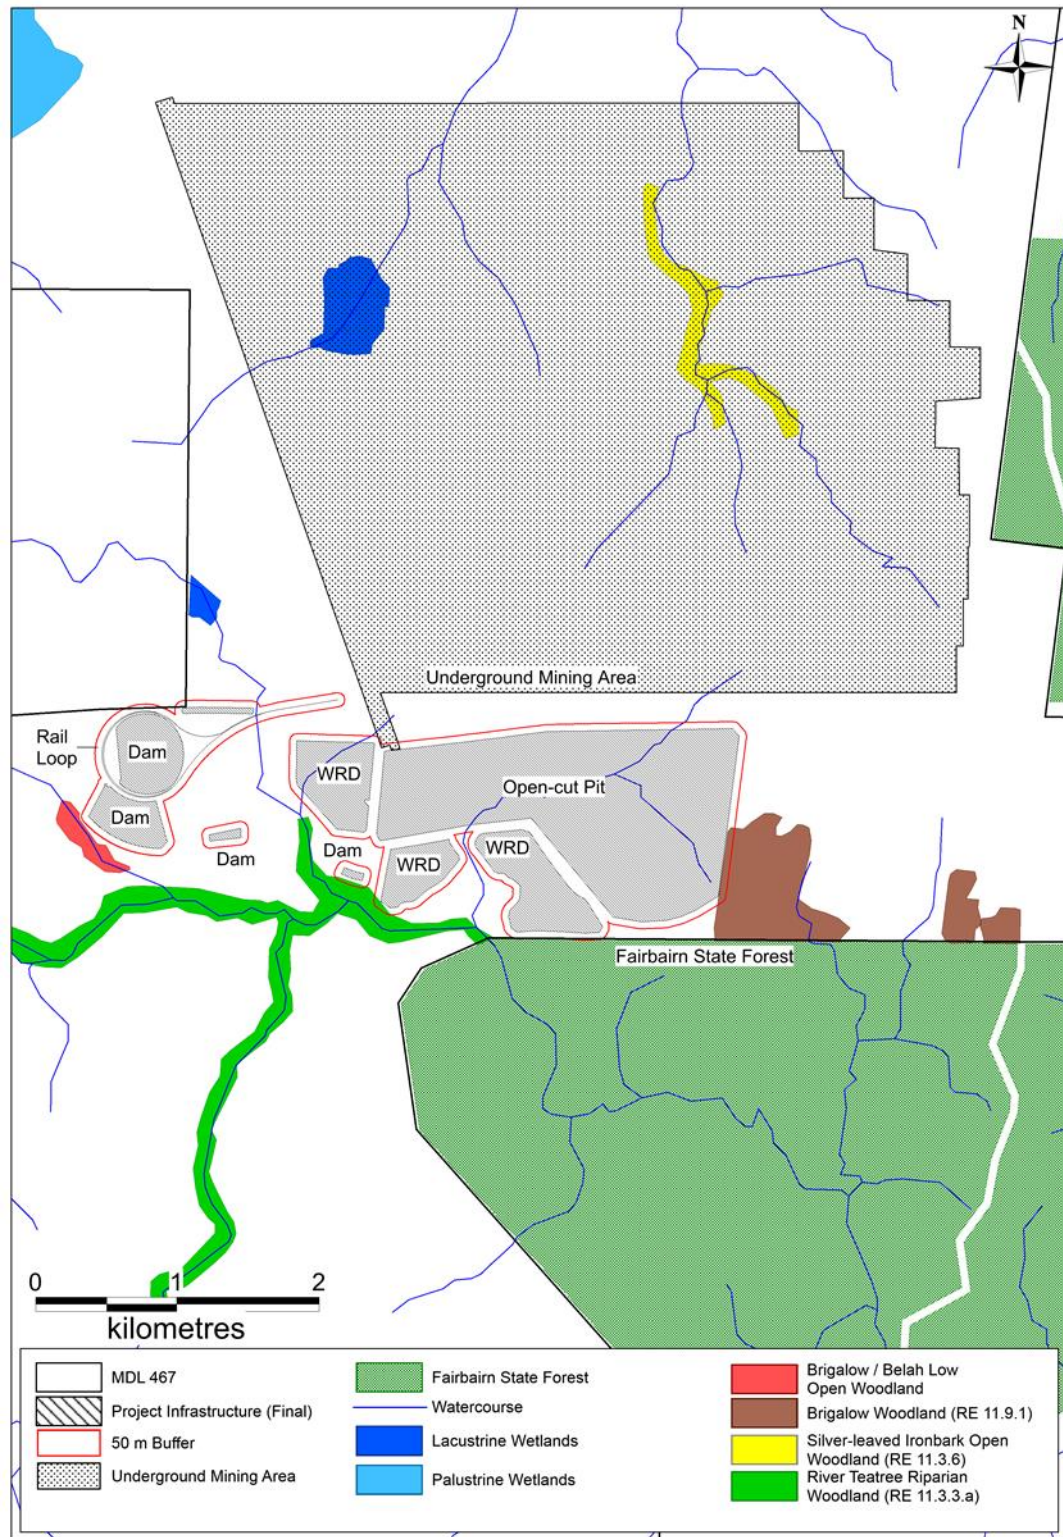 N
Underground Mining Area
Rail
Loop
Dam
WRD
Open-cut Pit
Dam
Dam
Dam
WRD
WRD
Fairbairn State Forest
0 1 2
kilometres
MDL 467
Project Infrastructure (Final)
50 m Buffer
Underground Mining Area
Fairbairn State Forest
Watercourse
Lacustrine Wetlands
Palustrine Wetlands
Brigalow / Belah Low
Open Woodland
Brigalow Woodland (RE 11.9.1)
Silver-leaved Ironbark Open
Woodland (RE 11.3.6)
River Teatree Riparian
Woodland (RE 11.3.3.a)